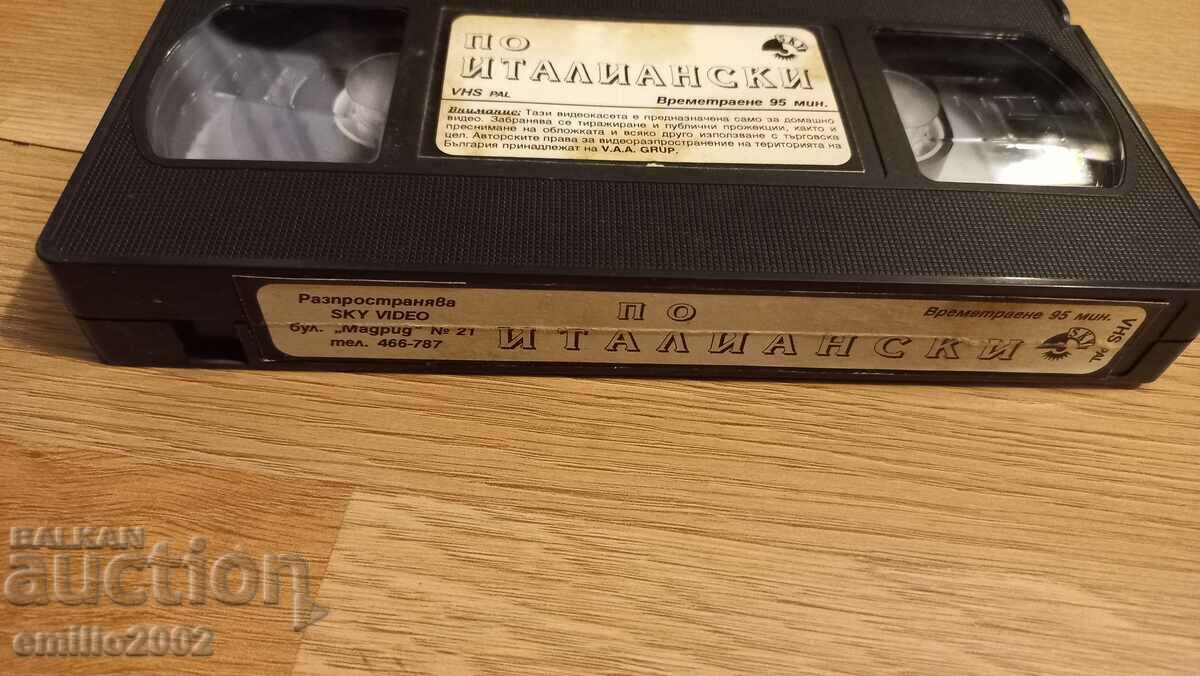 ПО
ИТАЛИАНСКИ
SKY
VHS PAL
Времетраене 95 мин.
Внимание: Тази видеокасета е предназначена само за домашно
видео. Забранява се тиражиране и публични прожекции, както и
преснимане на обложката и всяко друго използване с търговска
цел. Авторските права за видеоразпространение на територията на
България принадлежат на V.A.A. GRUP.
Разпространява
SKY VIDEO
бул. „Мадрид" № 21
тел. 466-787
ПО
ИТАЛИАНСКИ
Времетраене 95 мин.
SKY
VHS PAL
BALKAN
auction
emilio2002